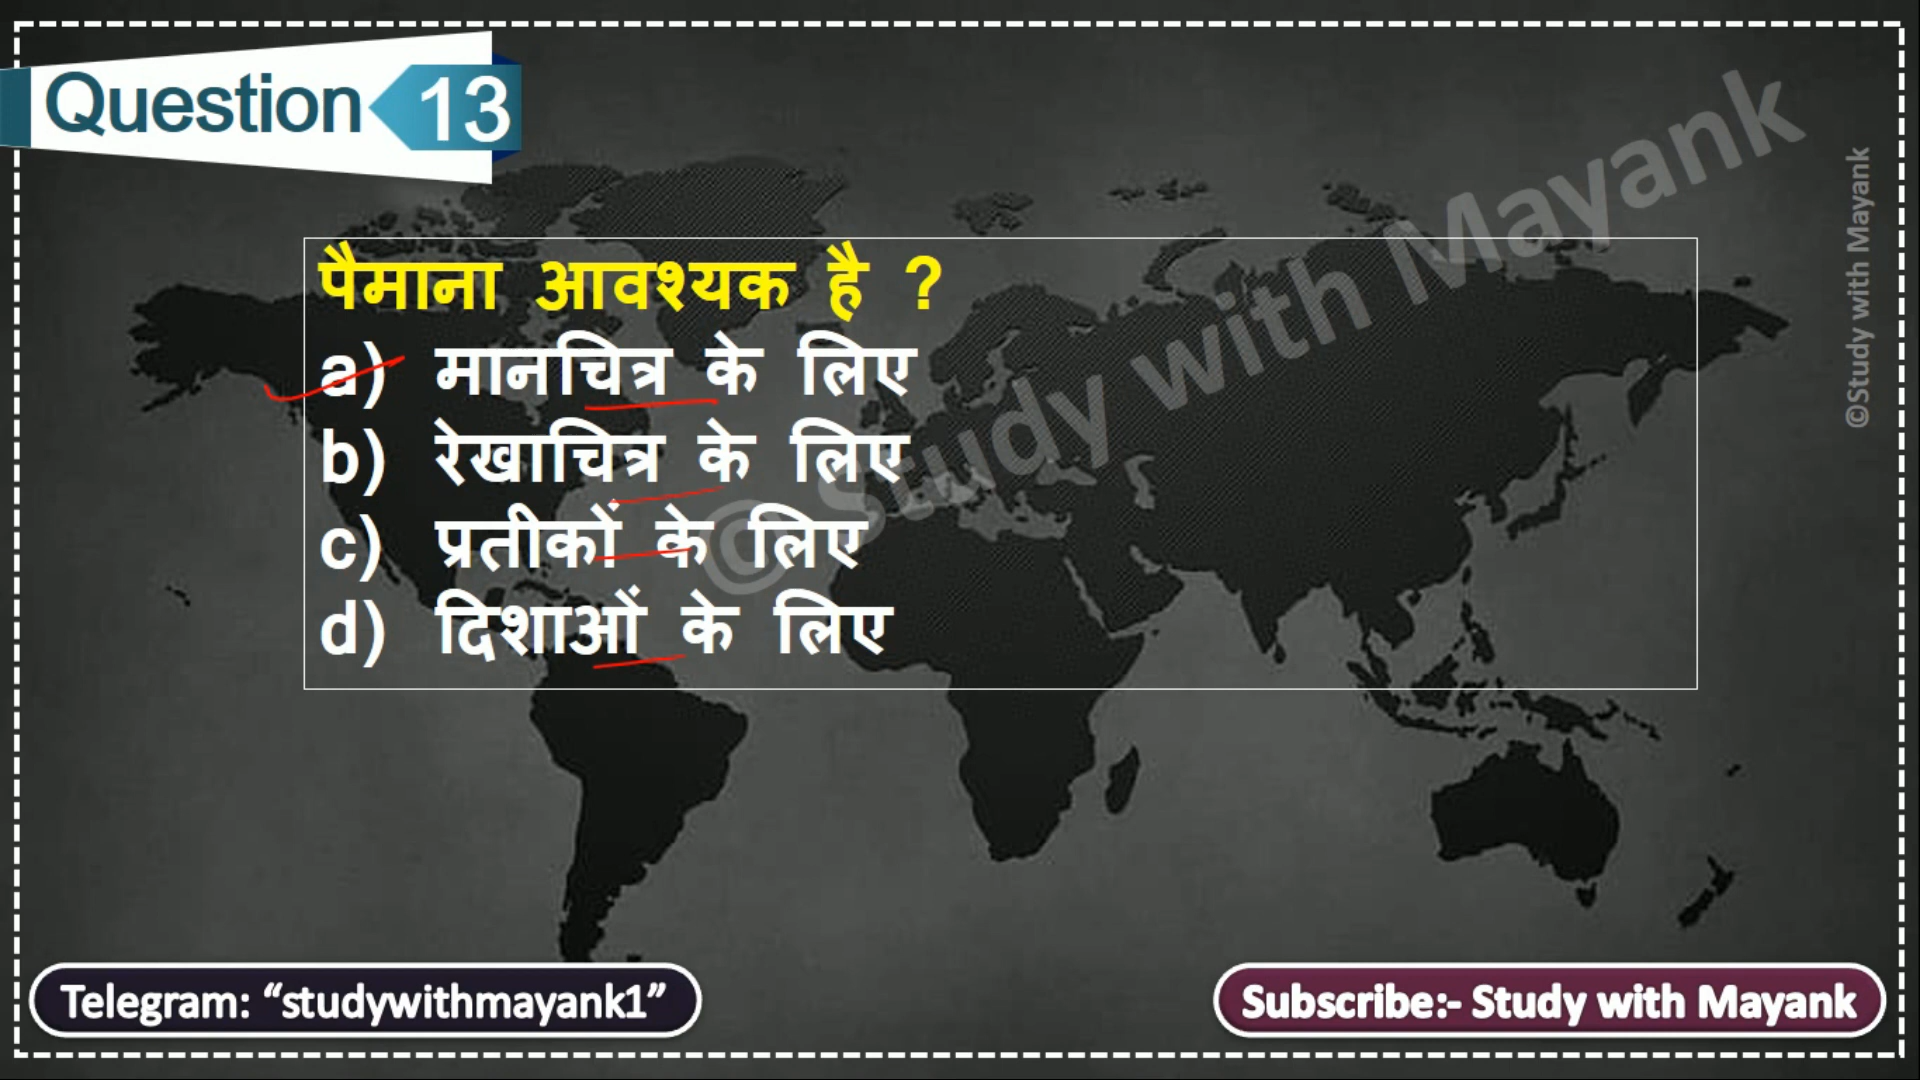 Question 13
पैमाना आवश्यक है ?
a) मानचित्र के लिए
b) रेखाचित्र के लिए
c) प्रतीकों के लिए
d) दिशाओं के लिए
© Study with Mayank
©Study with Mayank
Telegram: “studywithmayank1”
Subscribe:- Study with Mayank